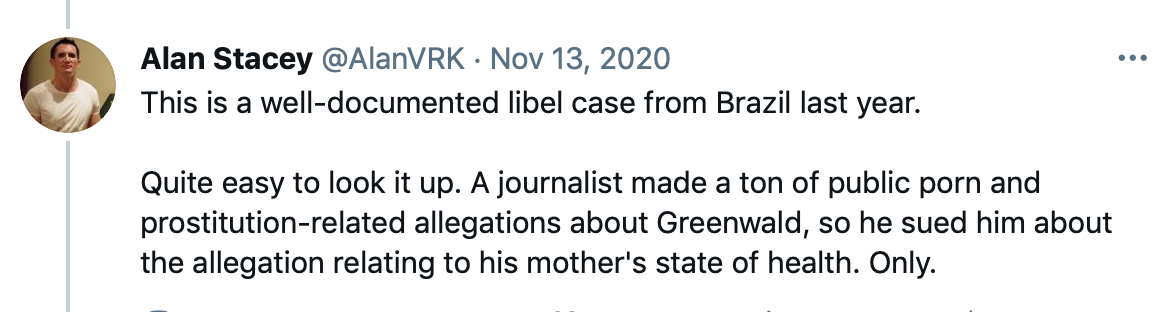 Alan Stacey @AlanVRK · Nov 13, 2020
This is a well-documented libel case from Brazil last year.
Quite easy to look it up. A journalist made a ton of public porn and
prostitution-related allegations about Greenwald, so he sued him about
the allegation relating to his mother's state of health. Only.